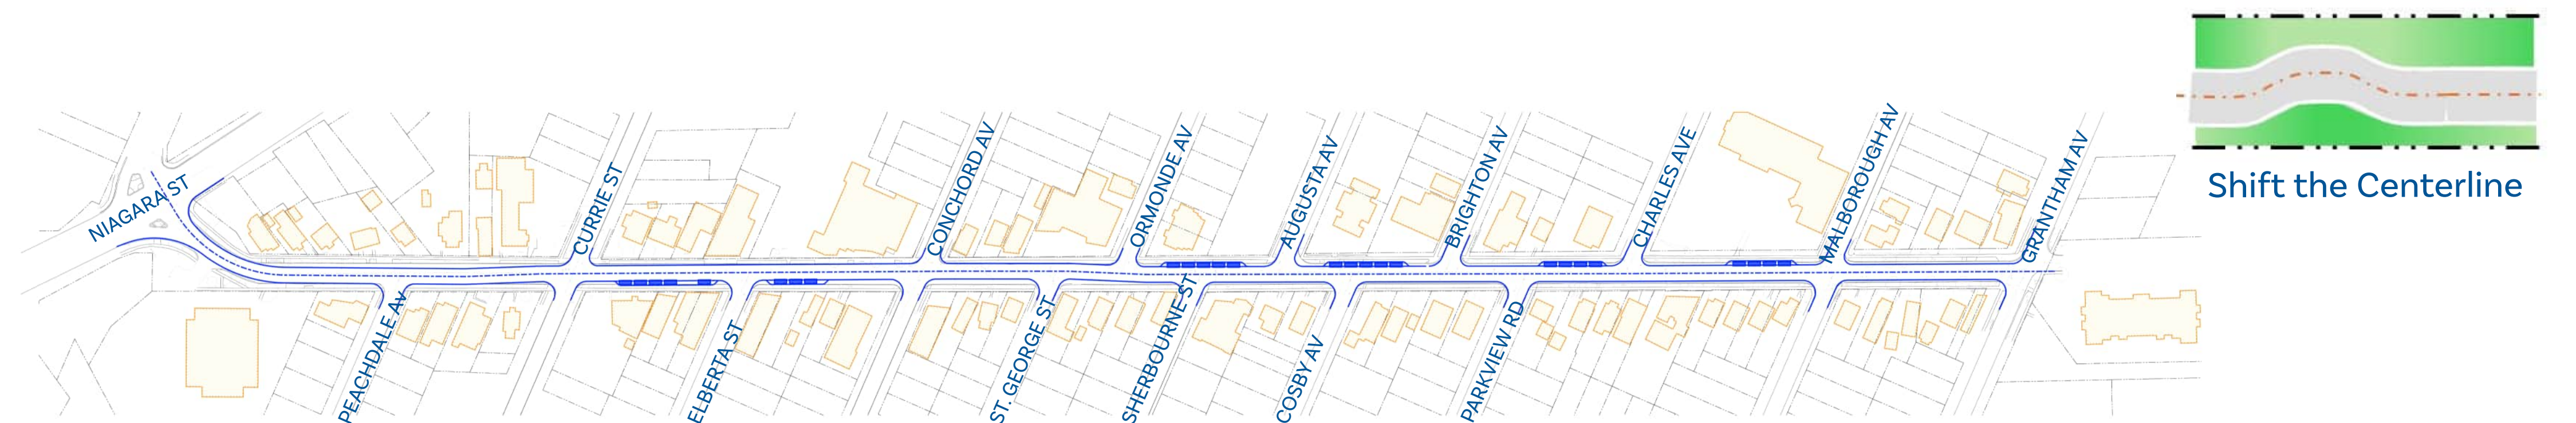 NIAGARA ST
PEACHDALE AV
CURRIE ST
ELBERTA ST
CONCHORD AV
ST. GEORGE ST
ORMONDE AV
SHERBOURNE ST
AUGUSTA AV
COSBY AV
BRIGHTON AV
PARKVIEW RD
CHARLES AVE
MALBOROUGH AV
GRANTHAM AV
Shift the Centerline